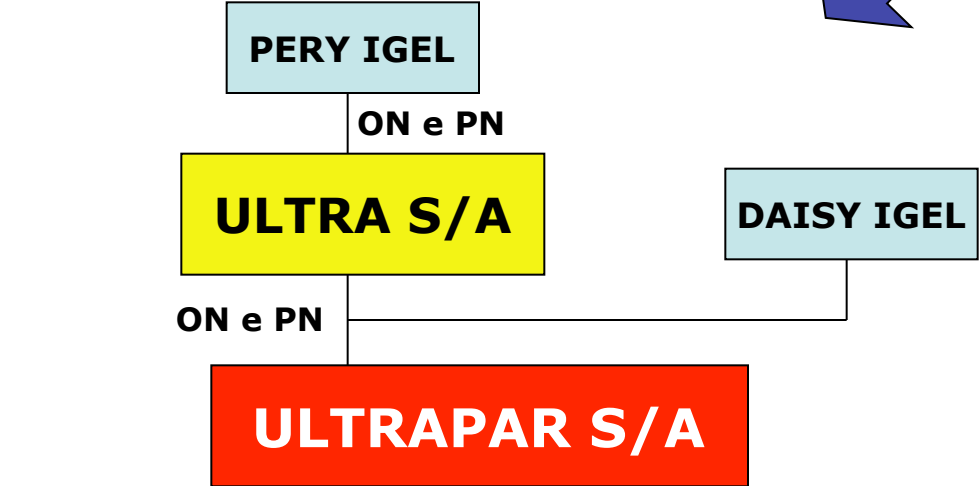 PERY IGEL
ON e PN
ULTRA S/A
DAISY IGEL
ON e PN
ULTRAPAR S/A